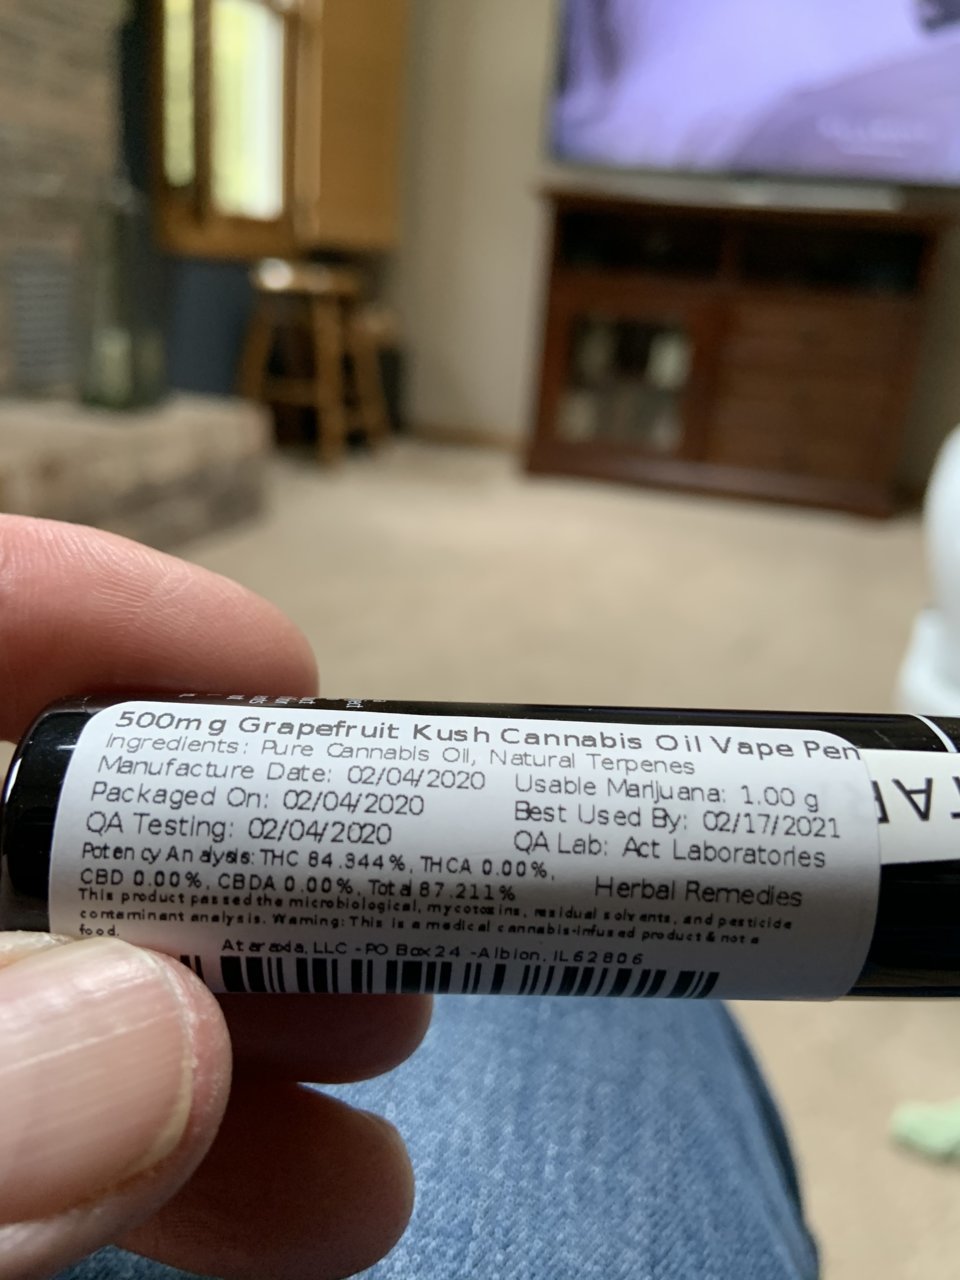 500mg Grapefruit Kush Cannabis Oil Vape Pen
Ingredients: Pure Cannabis Oil, Natural Terpenes
Manufacture Date: 02/04/2020
Usable Marijuana: 1.00 g
Packaged On: 02/04/2020
Best Used By: 02/17/2021
QA Testing: 02/04/2020
QA Lab: Act Laboratories
Potency Analysis: THC 84.344%, THCA 0.00%,
CBD 0.00%, CBDA 0.00%, Total 87.211%
Herbal Remedies
This product passed the microbiological, mycotoxins, residual solvents, and pesticide
contaminant analysis. Warning: This is a medical cannabis-infused product & not a
food.
Ataraxia, LLC - PO Box 24 - Albion, IL 62806